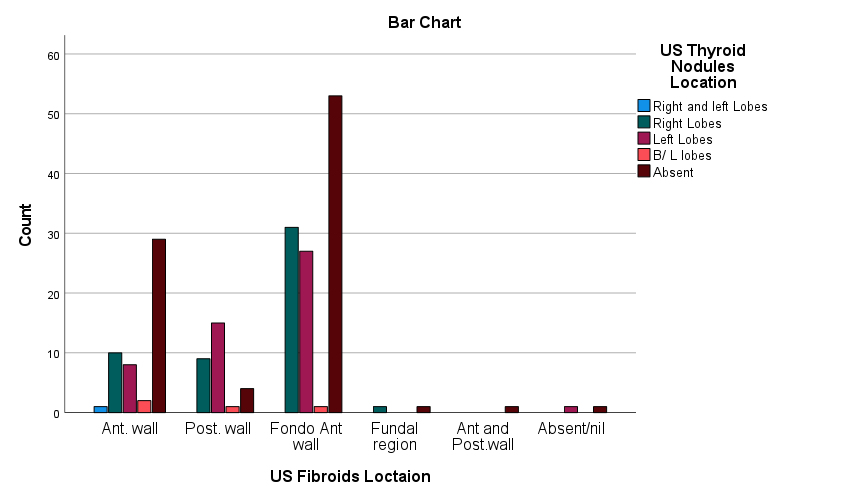 Bar Chart
US Thyroid
Nodules
Location
Right and left Lobes
Right Lobes
Left Lobes
B/ L lobes
Absent
Count
60
50
40
30
20
10
0
Ant. wall
Post. wall
Fondo Ant
wall
Fundal
region
Ant and
Post.wall
Absent/nil
US Fibroids Loctaion